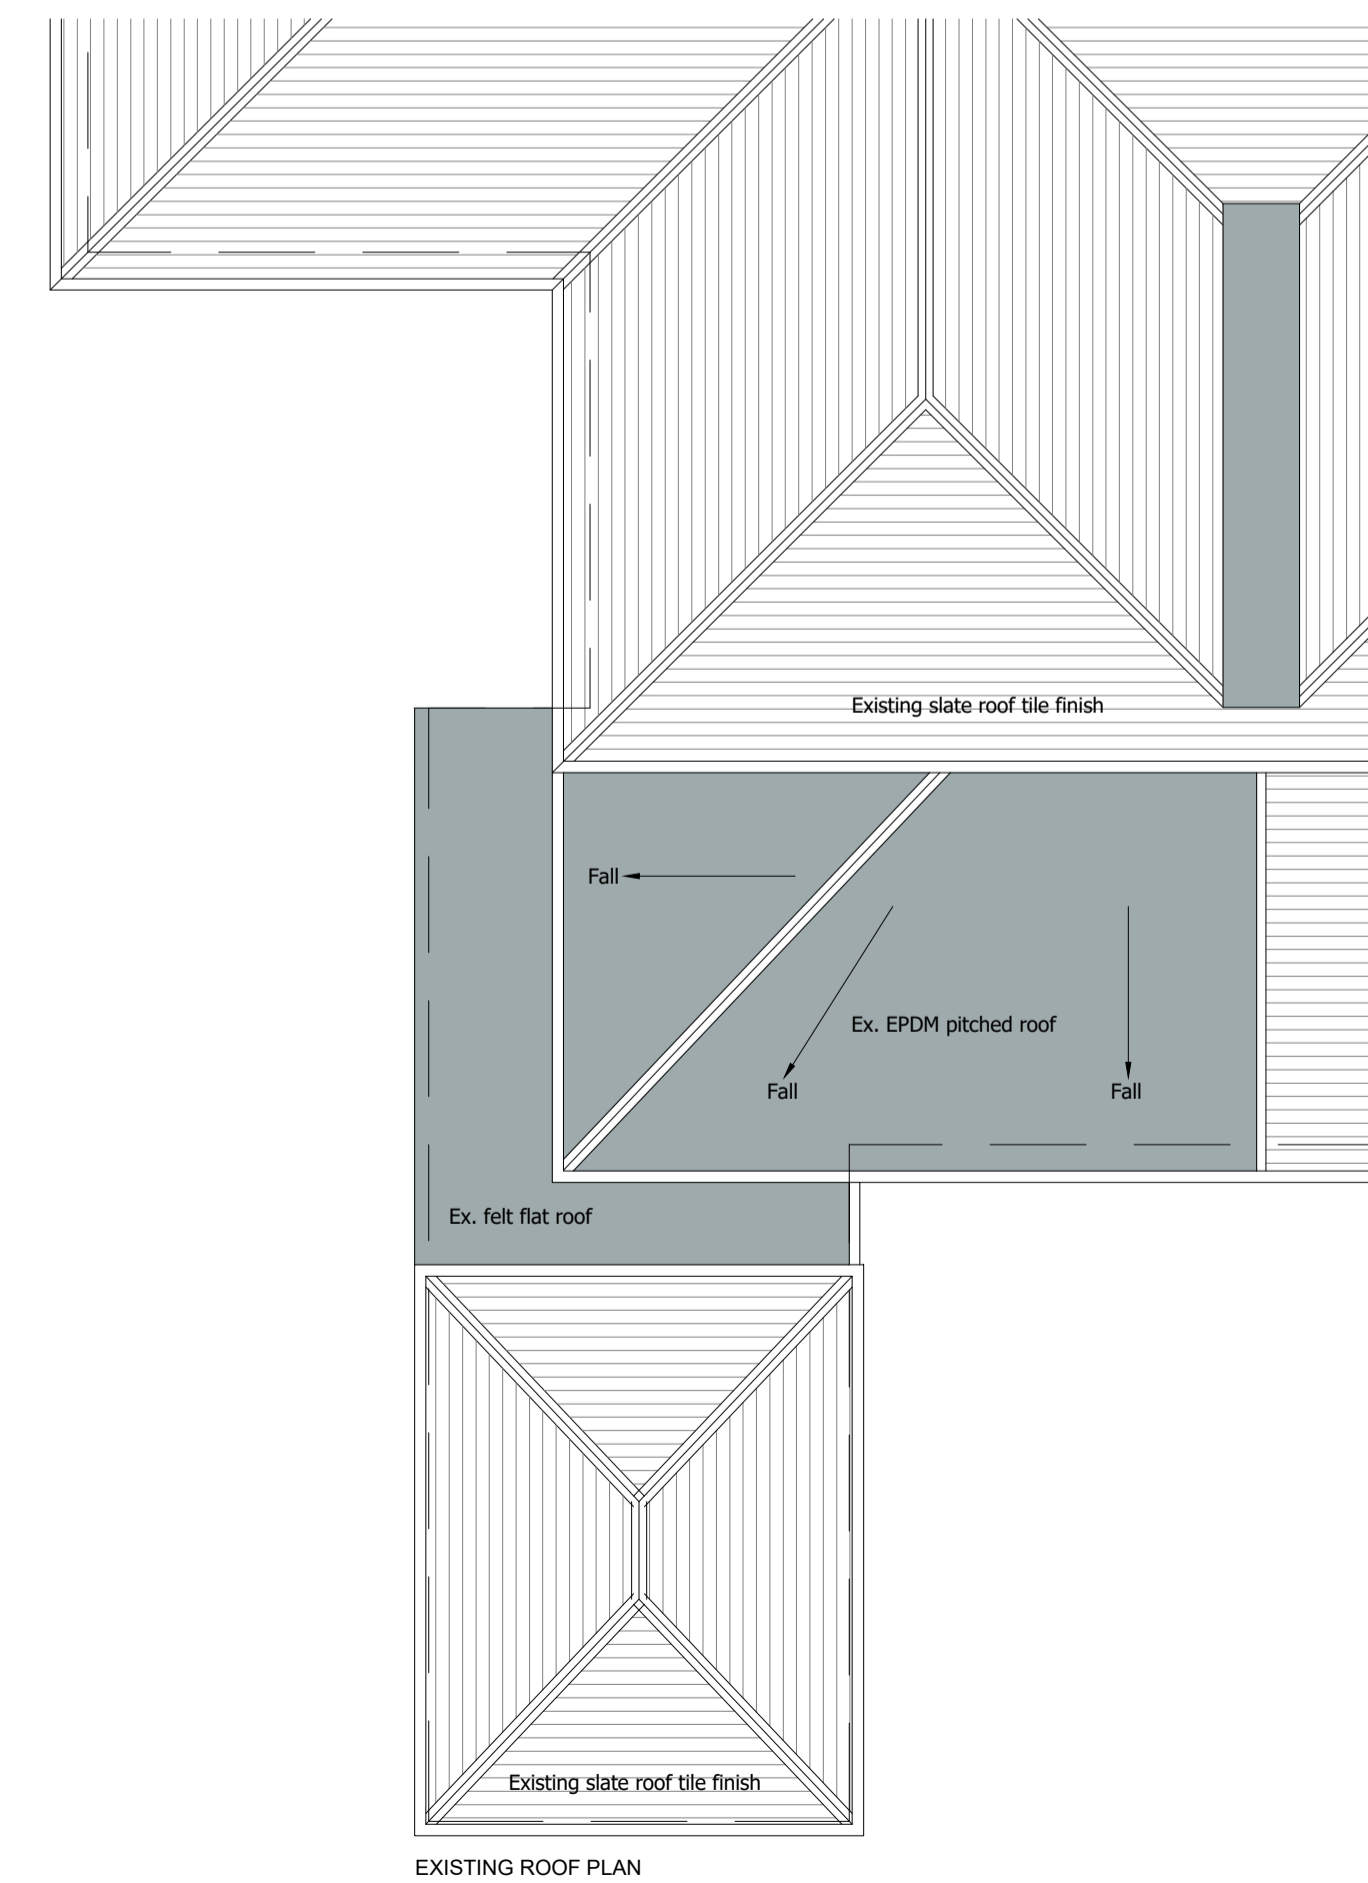 Existing slate roof tile finish
Fall
Ex. EPDM pitched roof
Fall
Fall
Ex. felt flat roof
Existing slate roof tile finish
EXISTING ROOF PLAN